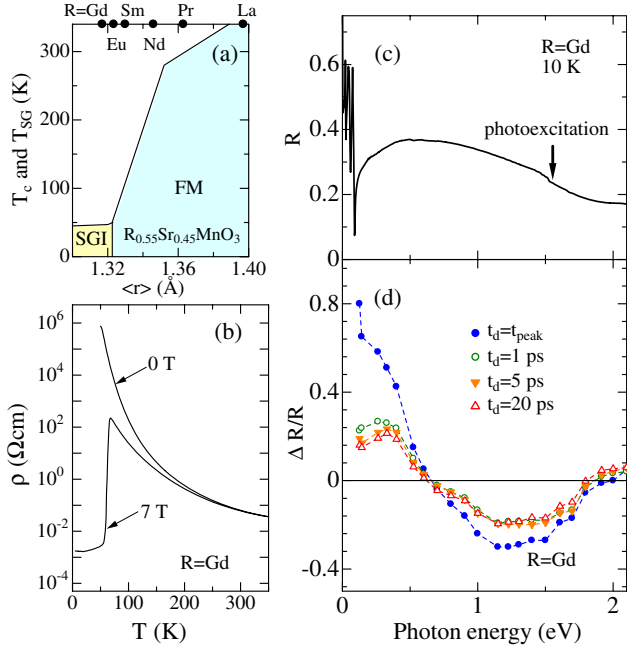 R=Gd Sm Pr La
Eu Nd
(a)
300
200
100
0
T_c and T_SG (K)
FM
SGI
R_0.55Sr_0.45MnO_3
1.32 1.36 1.40
<r> (Å)
(b)
10^6
10^4
10^2
10^0
10^-2
10^-4
ρ (Ωcm)
0 T
7 T
R=Gd
0 100 200 300
T (K)
(c)
R=Gd
10 K
0.6
0.4
0.2
0
R
photoexcitation
(d)
0.8
0.4
0
-0.4
Δ R/R
t_d=t_peak
t_d=1 ps
t_d=5 ps
t_d=20 ps
R=Gd
0 1 2
Photon energy (eV)